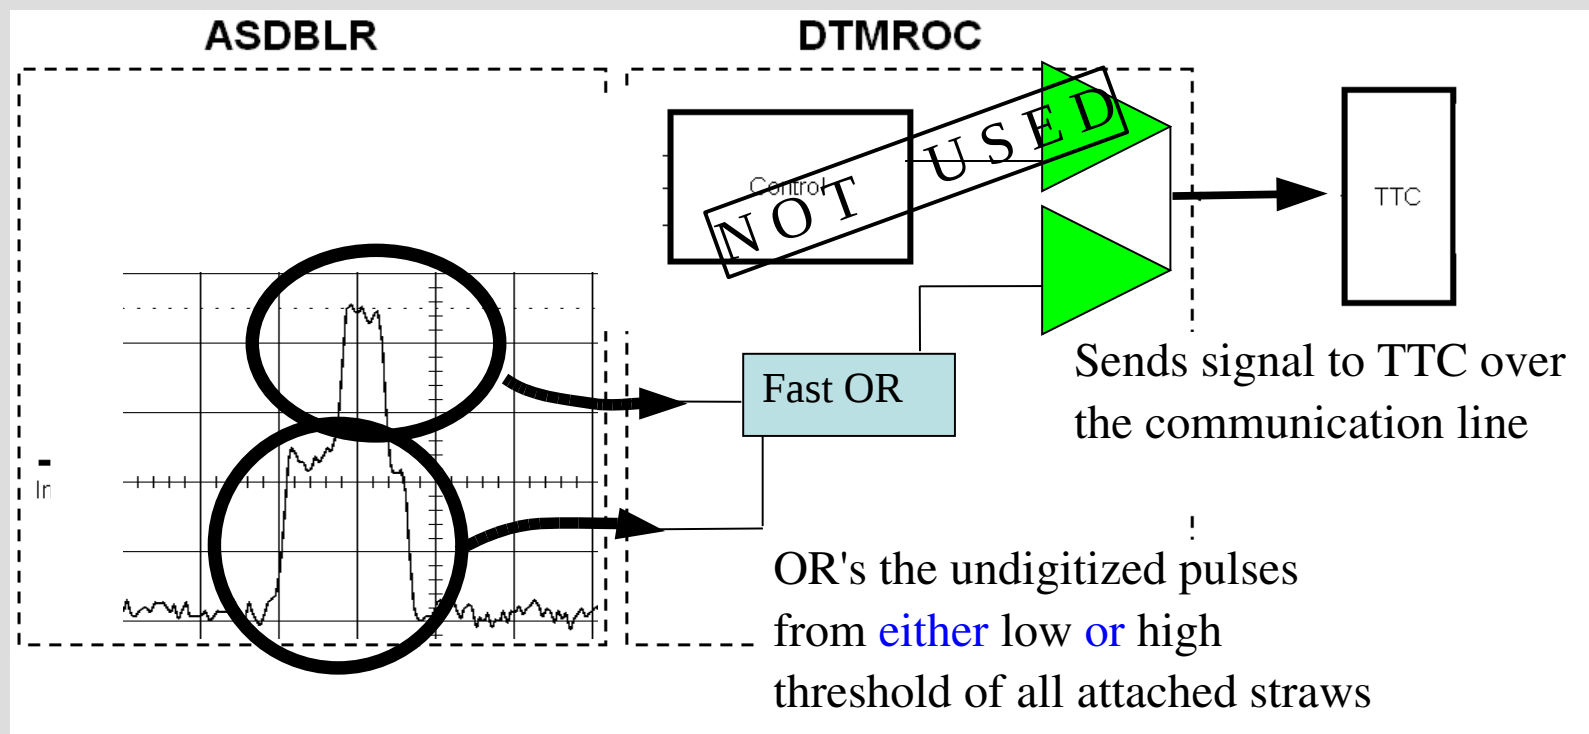 ASDBLR
DTMROC
NOT USED
Control
TTC
Fast OR
Sends signal to TTC over
the communication line
In
OR's the undigitized pulses
from either low or high
threshold of all attached straws